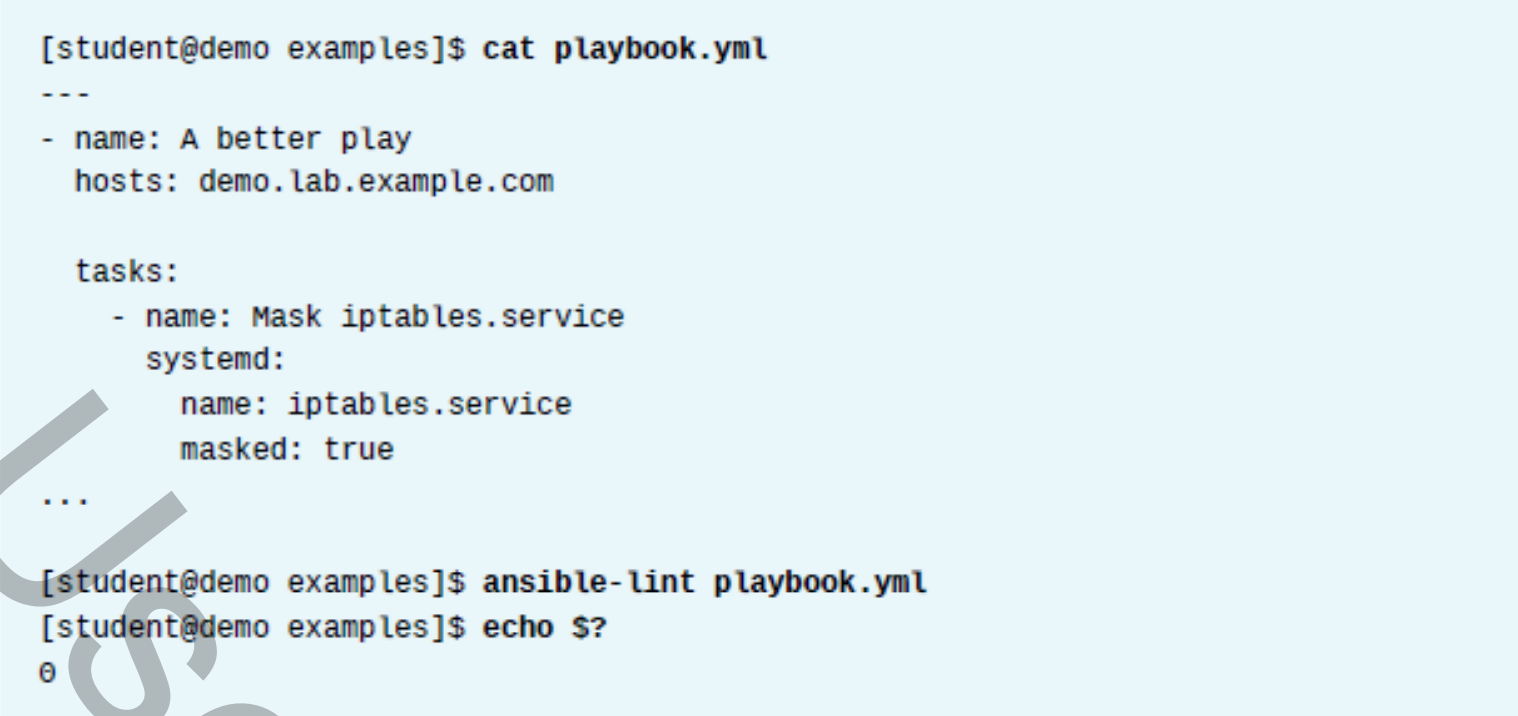 [student@demo examples]$ cat playbook.yml
---
- name: A better play
  hosts: demo.lab.example.com

  tasks:
    - name: Mask iptables.service
      systemd:
        name: iptables.service
        masked: true
...

[student@demo examples]$ ansible-lint playbook.yml
[student@demo examples]$ echo $?
0